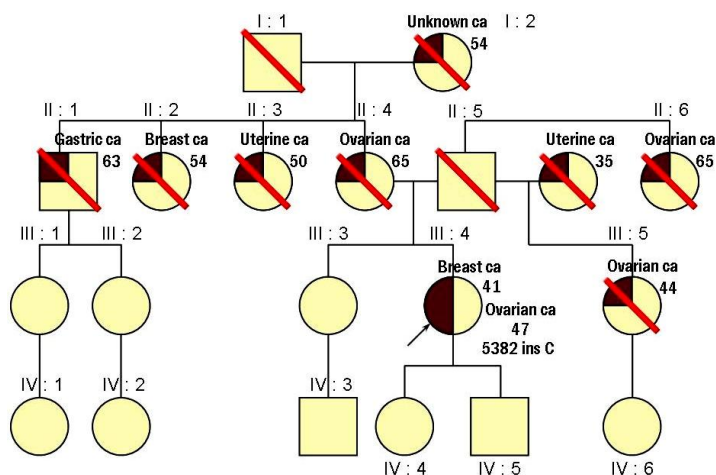 I : 1
Unknown ca
54
I : 2
II : 1
II : 2
II : 3
II : 4
II : 5
II : 6
Gastric ca
63
Breast ca
54
Uterine ca
50
Ovarian ca
65
Uterine ca
35
Ovarian ca
65
III : 1
III : 2
III : 3
III : 4
III : 5
Breast ca
41
Ovarian ca
47
5382 ins C
Ovarian ca
44
IV : 1
IV : 2
IV : 3
IV : 4
IV : 5
IV : 6